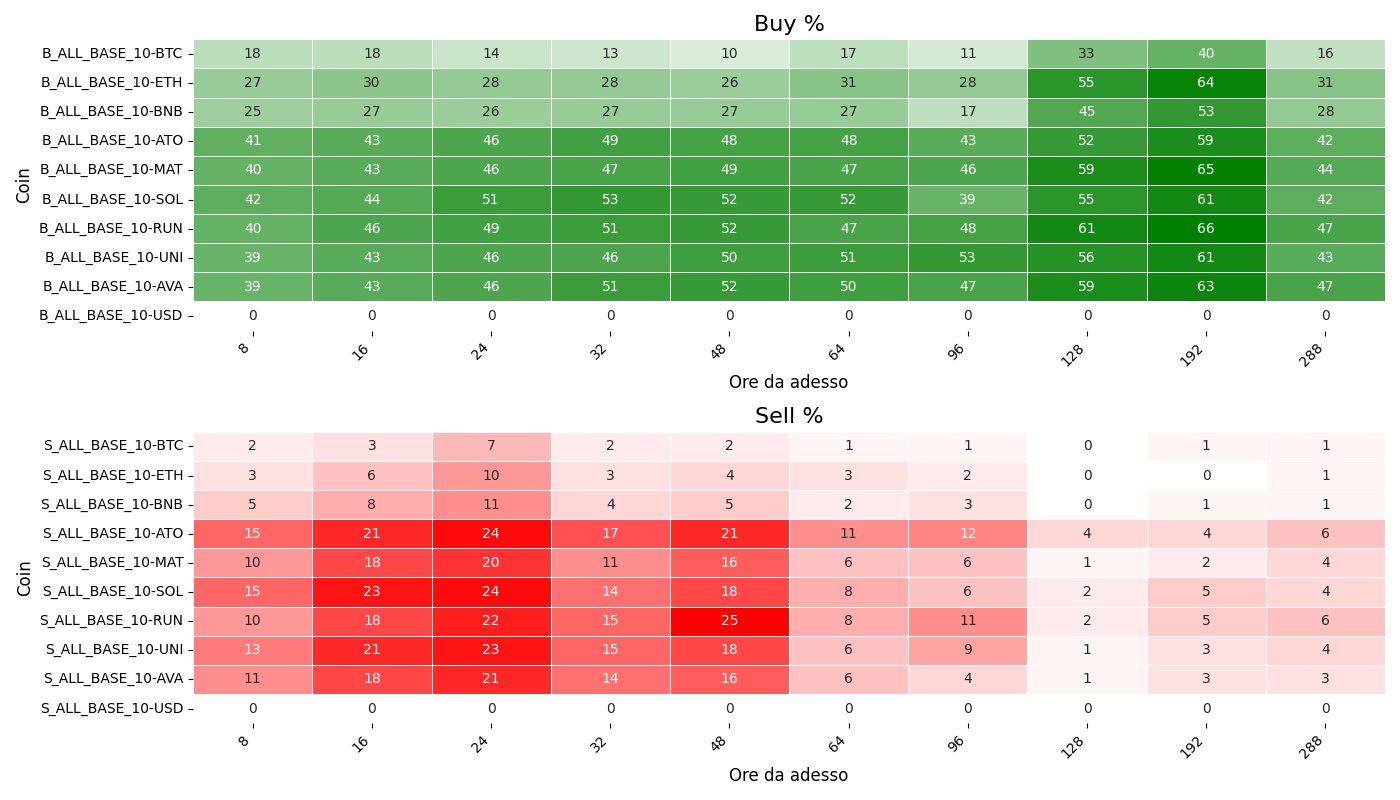 Buy %
Coin
B_ALL_BASE_10-BTC 18 18 14 13 10 17 11 33 40 16
B_ALL_BASE_10-ETH 27 30 28 28 26 31 28 55 64 31
B_ALL_BASE_10-BNB 25 27 26 27 27 27 17 45 53 28
B_ALL_BASE_10-ATO 41 43 46 49 48 48 43 52 59 42
B_ALL_BASE_10-MAT 40 43 46 47 49 47 46 59 65 44
B_ALL_BASE_10-SOL 42 44 51 53 52 52 39 55 61 42
B_ALL_BASE_10-RUN 40 46 49 51 52 47 48 61 66 47
B_ALL_BASE_10-UNI 39 43 46 46 50 51 53 56 61 43
B_ALL_BASE_10-AVA 39 43 46 51 52 50 47 59 63 47
B_ALL_BASE_10-USD 0 0 0 0 0 0 0 0 0 0
8 16 24 32 48 64 96 128 192 288
Ore da adesso
Sell %
Coin
S_ALL_BASE_10-BTC 2 3 7 2 2 1 1 0 1 1
S_ALL_BASE_10-ETH 3 6 10 3 4 3 2 0 0 1
S_ALL_BASE_10-BNB 5 8 11 4 5 2 3 0 1 1
S_ALL_BASE_10-ATO 15 21 24 17 21 11 12 4 4 6
S_ALL_BASE_10-MAT 10 18 20 11 16 6 6 1 2 4
S_ALL_BASE_10-SOL 15 23 24 14 18 8 6 2 5 4
S_ALL_BASE_10-RUN 10 18 22 15 25 8 11 2 5 6
S_ALL_BASE_10-UNI 13 21 23 15 18 6 9 1 3 4
S_ALL_BASE_10-AVA 11 18 21 14 16 6 4 1 3 3
S_ALL_BASE_10-USD 0 0 0 0 0 0 0 0 0 0
8 16 24 32 48 64 96 128 192 288
Ore da adesso